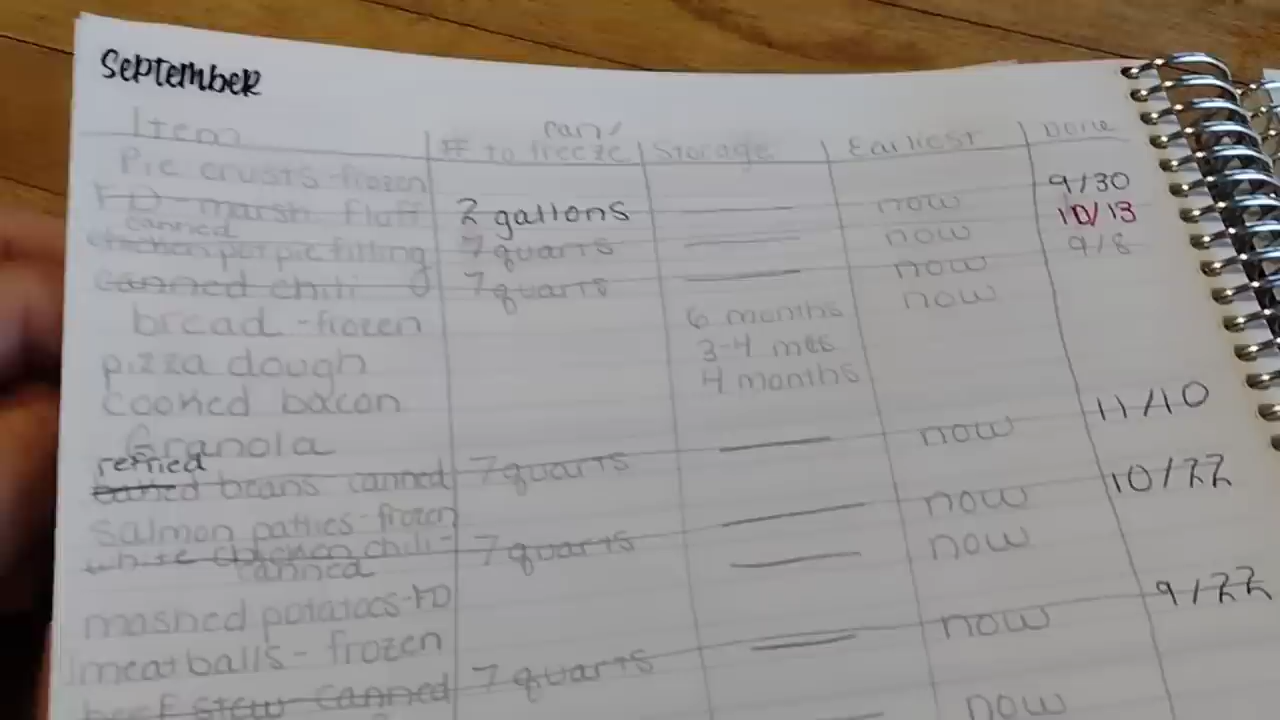 September
Item # to freeze can/ Storage Earliest Done
Pie crusts-frozen
FD-marsh. Fluff 2 gallons now 9/30
canned
chicken pot pie filling 7 quarts now 10/13
canned chili 7 quarts now 9/8
bread-frozen 6 months now
pizza dough 3-4 mos
cooked bacon 4 months
Granola
refried
beans canned 7 quarts now 11/10
salmon patties-frozen
white chicken chili- 7 quarts now 10/22
canned
mashed potatoes-FD now
meatballs-frozen
beef stew canned 7 quarts now 9/22
now